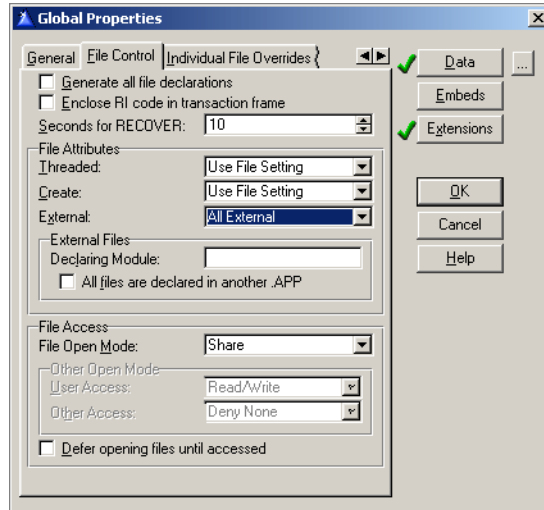 Global Properties
General File Control Individual File Overrides
Generate all file declarations
Enclose RI code in transaction frame
Seconds for RECOVER: 10
File Attributes
Threaded: Use File Setting
Create: Use File Setting
External: All External
External Files
Declaring Module:
All files are declared in another .APP
File Access
File Open Mode: Share
Other Open Mode
User Access: Read/Write
Other Access: Deny None
Defer opening files until accessed
Data ...
Embeds
Extensions
OK
Cancel
Help